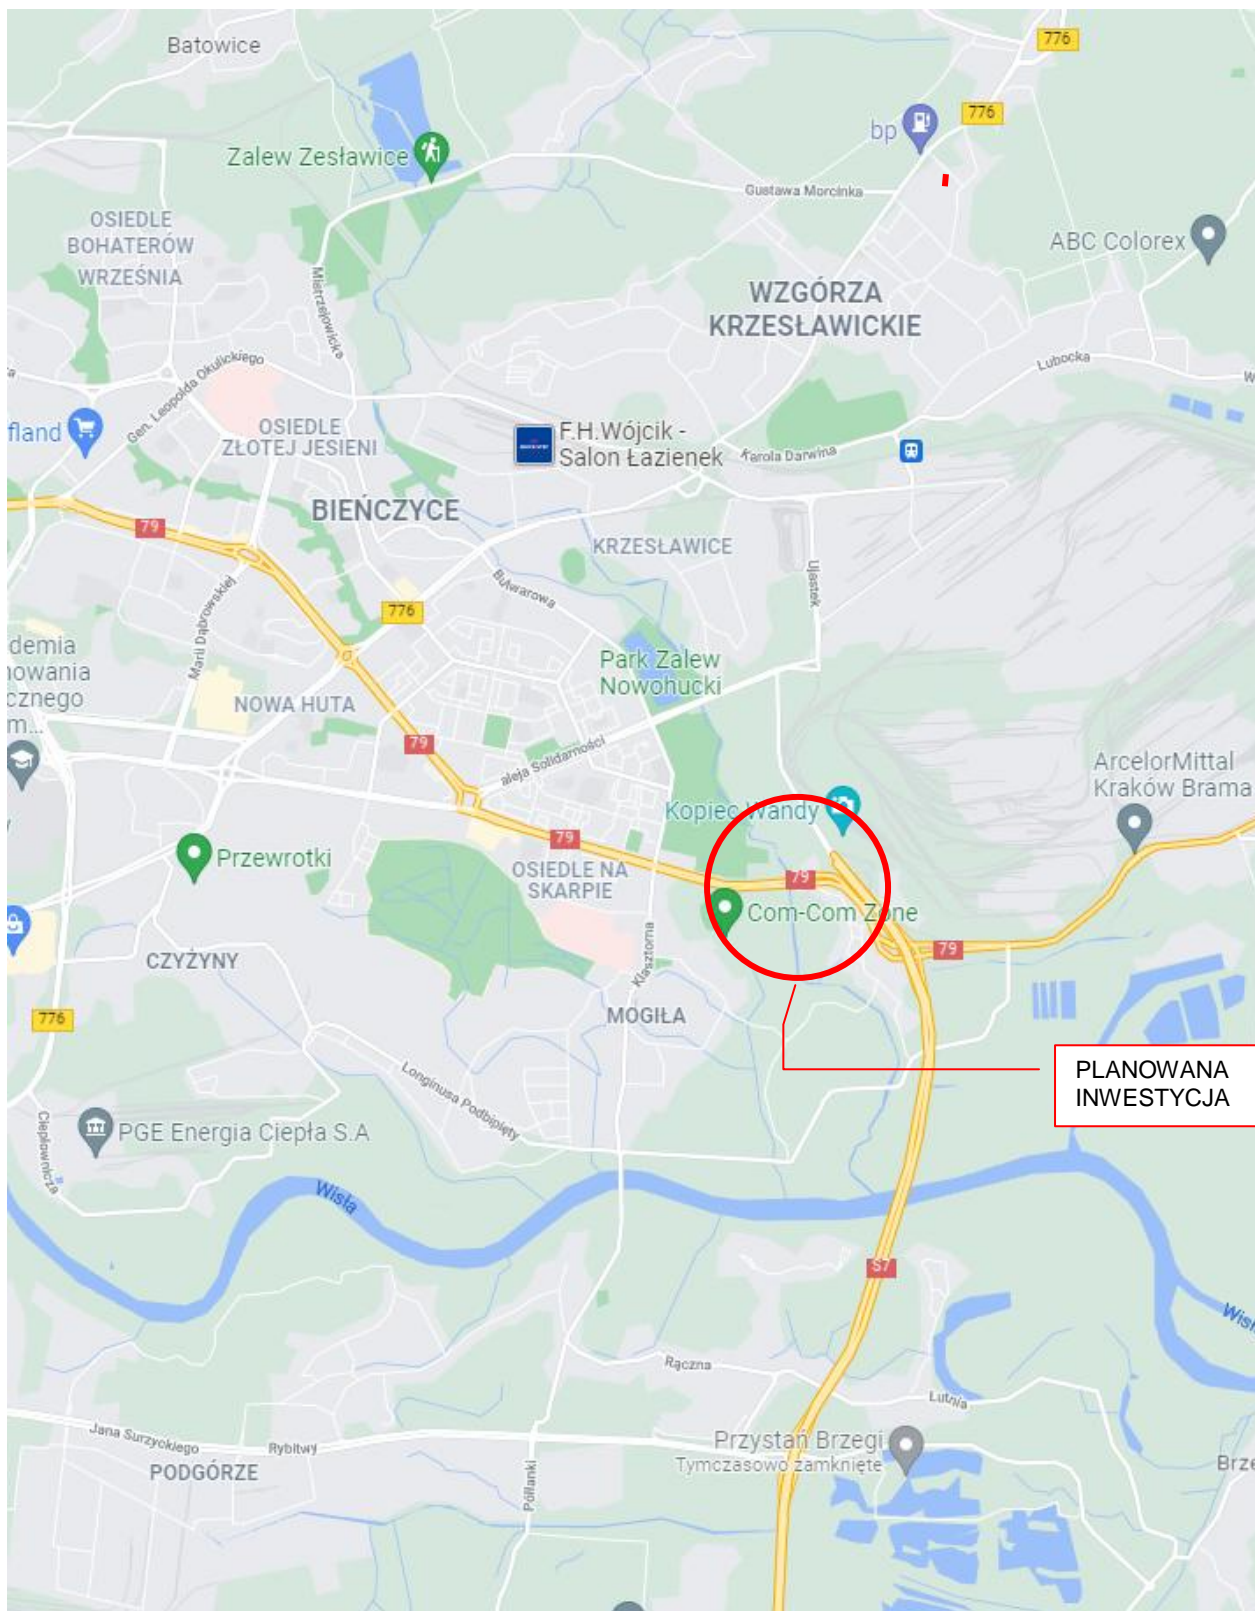 Batowice
776
776
bp
Zalew Zesławice
Gustawa Morcinka
OSIEDLE
BOHATERÓW
WRZEŚNIA
ABC Colorex
Mistrzejowicka
WZGÓRZA
KRZESŁAWICKIE
Gen. Leopolda Okulickiego
Lubocka
W
fland
OSIEDLE
ZŁOTEJ JESIENI
F.H.Wójcik -
Salon Łazienek
Karola Darwina
BIEŃCZYCE
79
KRZESŁAWICE
Ujastek
Bulwarowa
776
Marii Dąbrowskiej
demia
nowania
cznego
m...
Park Zalew
Nowohucki
NOWA HUTA
79
aleja Solidarności
ArcelorMittal
Kraków Brama
Kopiec Wandy
79
Przewrotki
OSIEDLE NA
SKARPIE
79
Com-Com Zone
79
Klasztorna
CZYŻYNY
776
MOGIŁA
Longinusa Podbipięty
PLANOWANA
INWESTYCJA
Ciepłownicza
PGE Energia Ciepła S.A
Wisła
S7
Wisł
Rączna
Lutnia
Jana Surzyckiego
Rybitwy
Przystań Brzegi
Tymczasowo zamknięte
Brze
PODGÓRZE
Półłanki